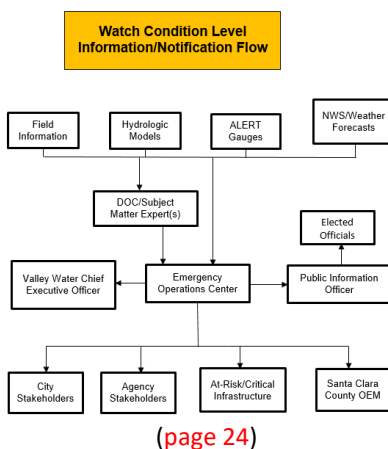 Watch Condition Level
Information/Notification Flow
Field
Information
Hydrologic
Models
ALERT
Gauges
NWS/Weather
Forecasts
DOC/Subject
Matter Expert(s)
Elected
Officials
Valley Water Chief
Executive Officer
Emergency
Operations Center
Public Information
Officer
City
Stakeholders
Agency
Stakeholders
At-Risk/Critical
Infrastructure
Santa Clara
County OEM
(page 24)